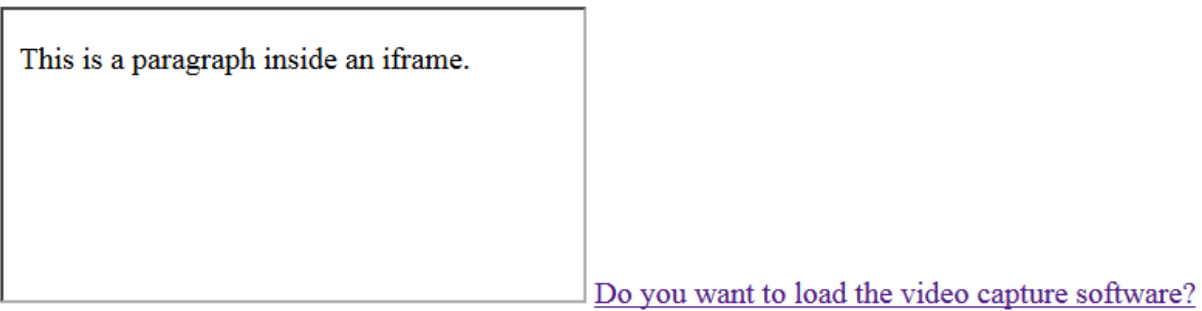 This is a paragraph inside an iframe.
Do you want to load the video capture software?